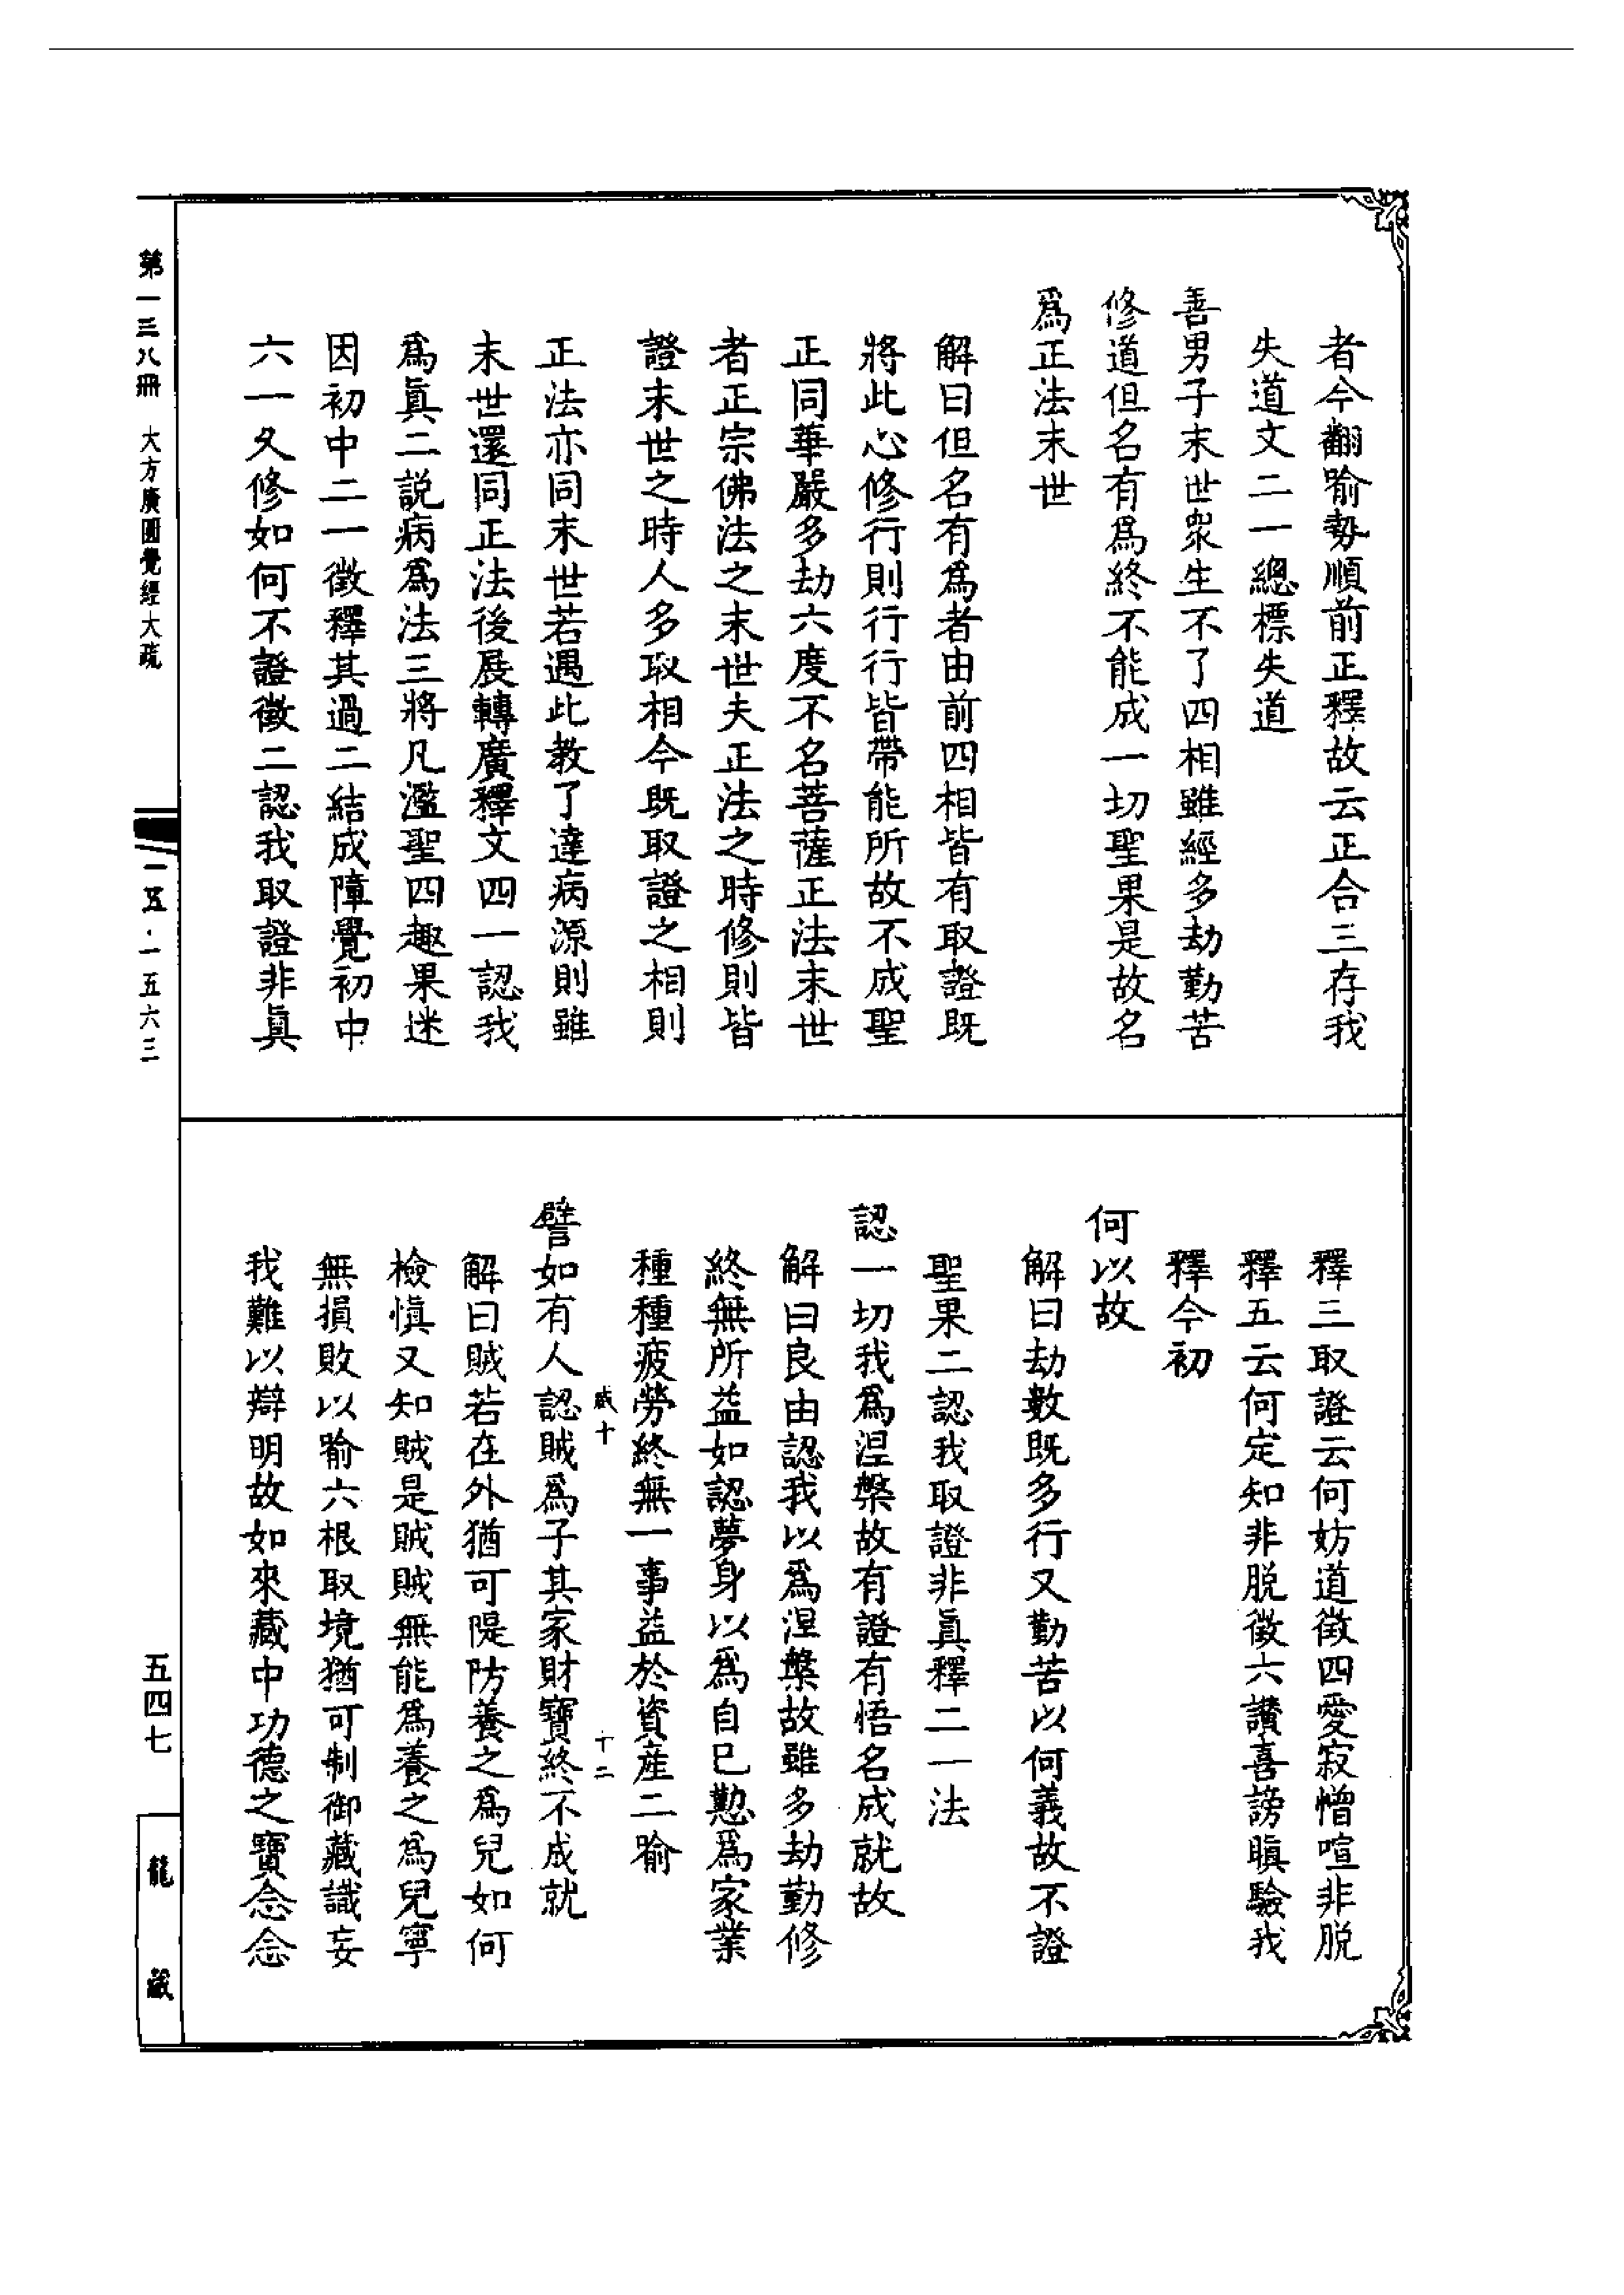 者今翻喻勢順前正釋故云正合三存我
失道文二一總標失道
善男子末世衆生不了四相雖經多劫勤苦
修道但名有爲終不能成一切聖果是故名
爲正法末世
解曰但名有爲者由前四相皆有取證既
將此心修行則行行皆帶能所故不成聖
正同華嚴多劫六度不名菩薩正法末世
者正宗佛法之末世夫正法之時修則皆
證末世之時人多取相今既取證之相則
正法亦同末世若遇此教了達病源則雖
末世還同正法後展轉廣釋文四一認我
爲眞二説病爲法三將凡濫聖四趣果迷
因初中二一徵釋其過二結成障覺初中
六一久修如何不證徵二認我取證非眞
釋三取證云何妨道徵四愛寂憎喧非脱
釋五云何定知非脱徵六讃喜謗瞋驗我
釋今初
何以故
解曰劫數既多行又勤苦以何義故不證
聖果二認我取證非眞釋二一法
認一切我爲涅槃故有證有悟名成就故
解曰良由認我以爲涅槃故雖多劫勤修
終無所益如認夢身以爲自已懃爲家業
種種疲勞終無一事益於資産二喻
譬如有人認賊爲子其家財寶終不成就
解曰賊若在外猶可隄防養之爲兒如何
檢慎又知賊是賊賊無能爲養之爲兒寧
無損敗以喻六根取境猶可制御藏識妄
我難以辯明故如來藏中功德之寶念念
十二
第一三八冊
大方廣圓覺經大疏
一五五·一五六三
五四七
龍藏